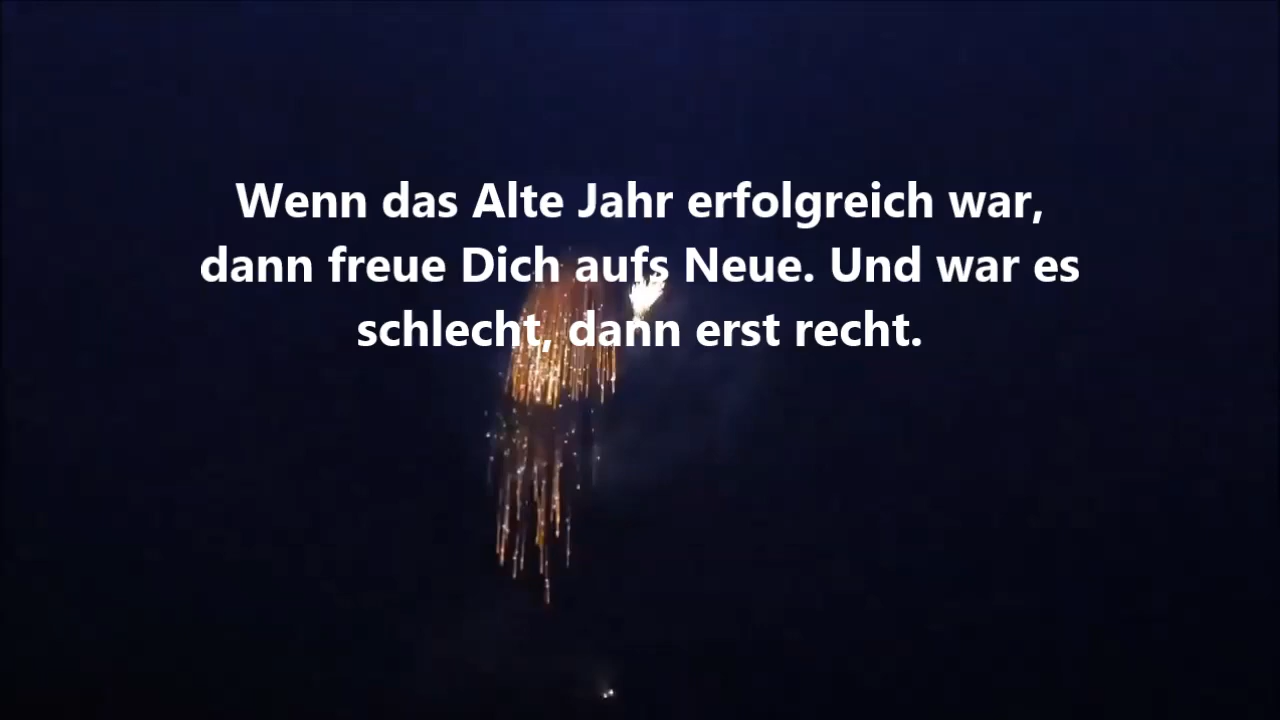 Wenn das Alte Jahr erfolgreich war,
dann freue Dich aufs Neue. Und war es
schlecht, dann erst recht.